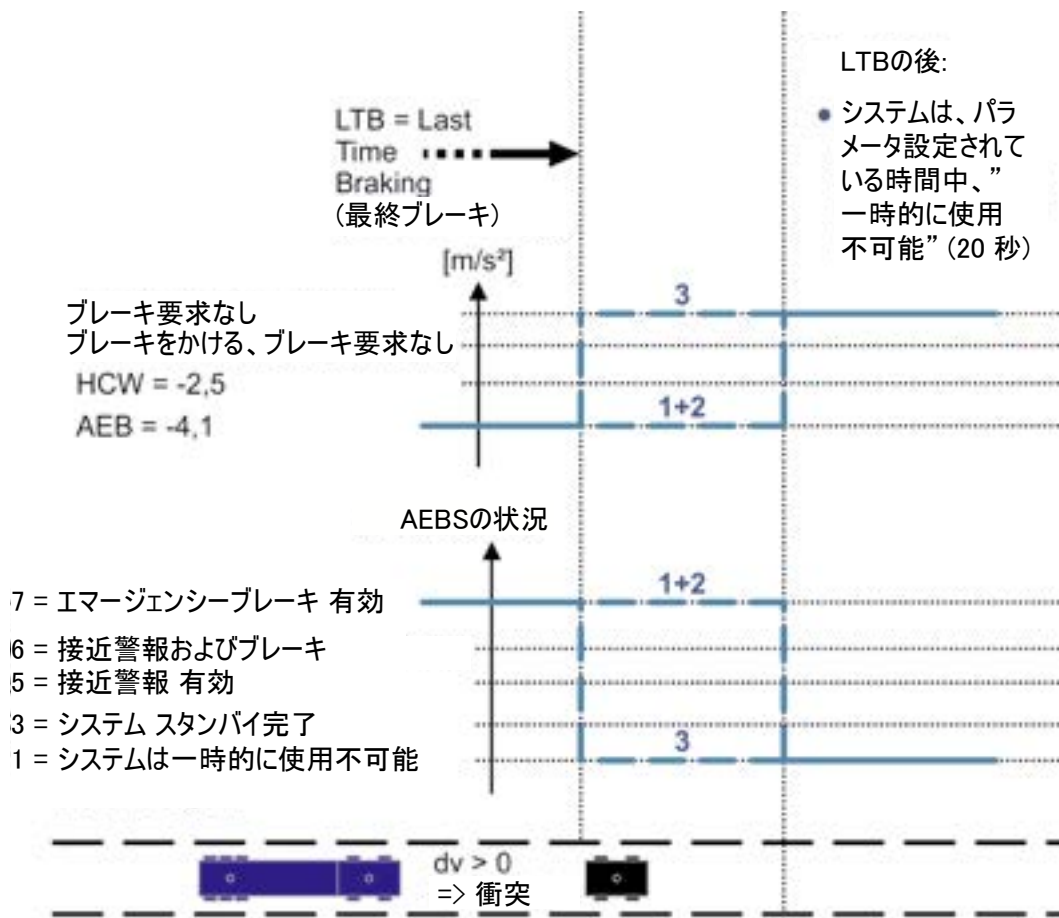 LTBの後:
• システムは、パラ
メータ設定されて
いる時間中、”
一時的に使用
不可能” (20 秒)
LTB = Last
Time
Braking
(最終ブレーキ)
[m/s²]
ブレーキ要求なし
ブレーキをかける、ブレーキ要求なし
HCW = -2,5
AEB = -4,1
3
1+2
AEBSの状況
7 = エマージェンシーブレーキ 有効
6 = 接近警報およびブレーキ
5 = 接近警報 有効
3 = システム スタンバイ完了
1 = システムは一時的に使用不可能
1+2
3
dv > 0
=> 衝突